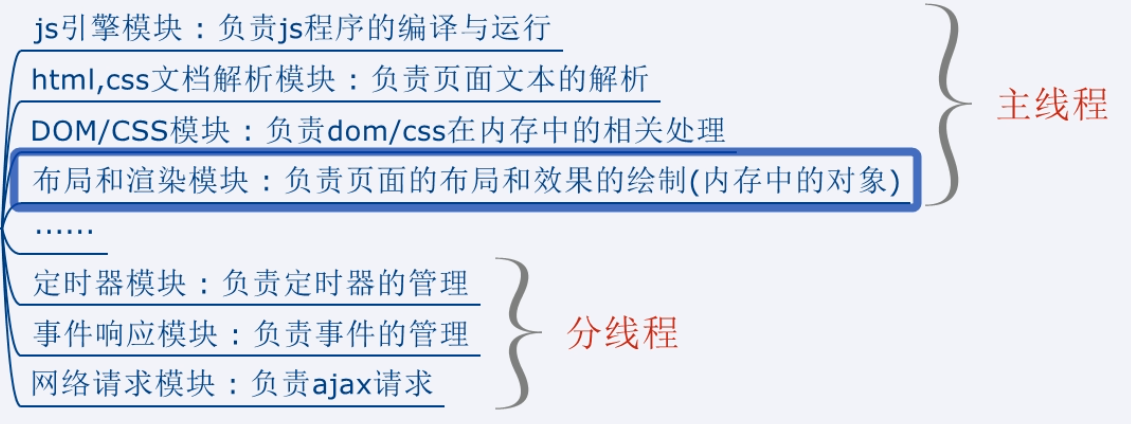 js引擎模块：负责js程序的编译与运行
html,css文档解析模块：负责页面文本的解析
DOM/CSS模块：负责dom/css在内存中的相关处理
布局和渲染模块：负责页面的布局和效果的绘制(内存中的对象)
主线程
……
定时器模块：负责定时器的管理
事件响应模块：负责事件的管理
网络请求模块：负责ajax请求
分线程